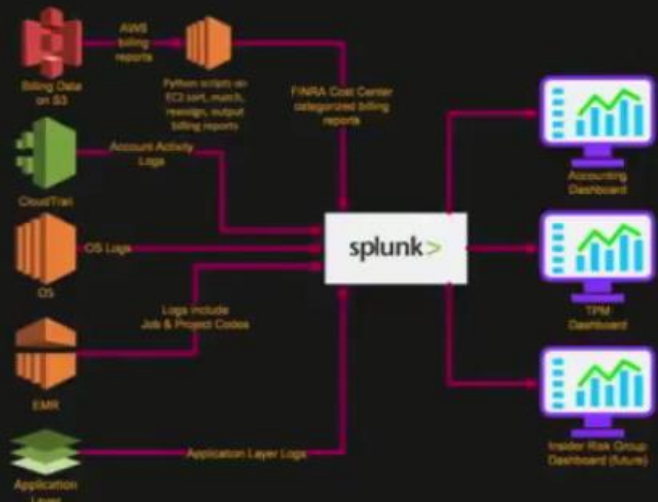 AWS
billing
reports
Billing Data
on S3
Python scripts on
EC2 sort, match,
reassign, output
billing reports
FINRA Cost Center
categorized billing
reports
Account Activity
Logs
CloudTrail
OS Logs
OS
Logs include
Job & Project Codes
EMR
Application Layer Logs
Application
Layer
splunk>
Accounting
Dashboard
TPM
Dashboard
Insider Risk Group
Dashboard (future)